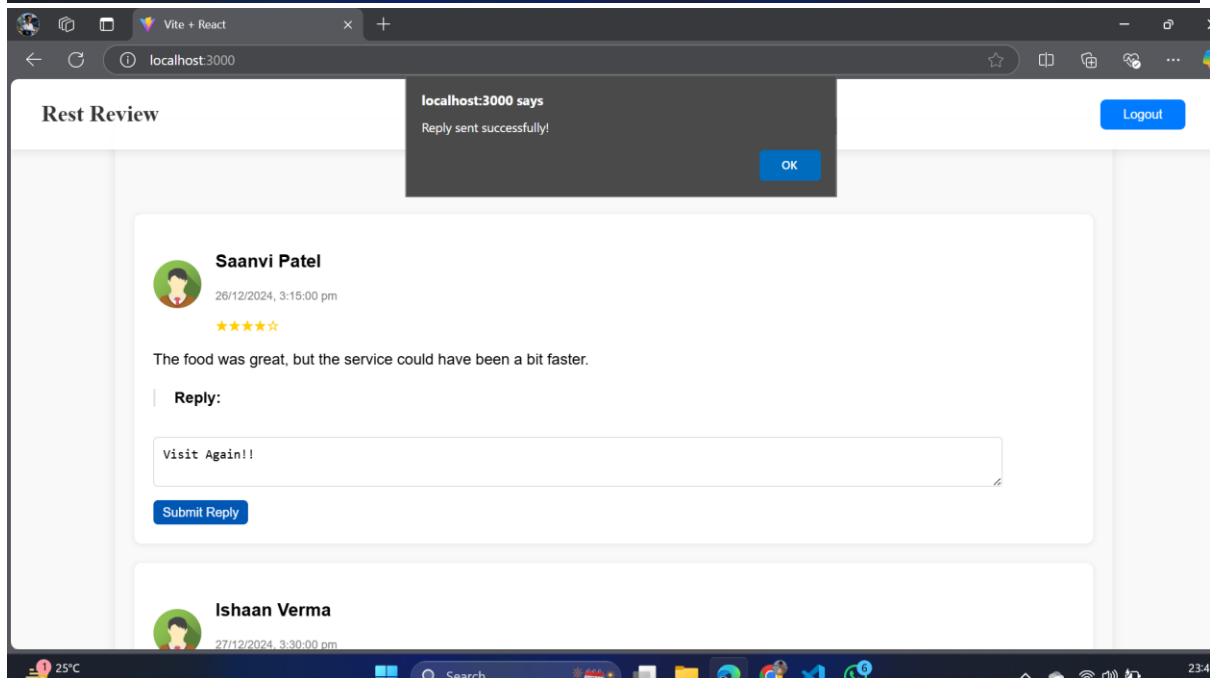 Vite + React
localhost:3000
Rest Review
localhost:3000 says
Reply sent successfully!
OK
Logout
Saanvi Patel
26/12/2024, 3:15:00 pm
★★★★☆
The food was great, but the service could have been a bit faster.
Reply:
Visit Again!!
Submit Reply
Ishaan Verma
27/12/2024, 3:30:00 pm
1
25°C
Search
6